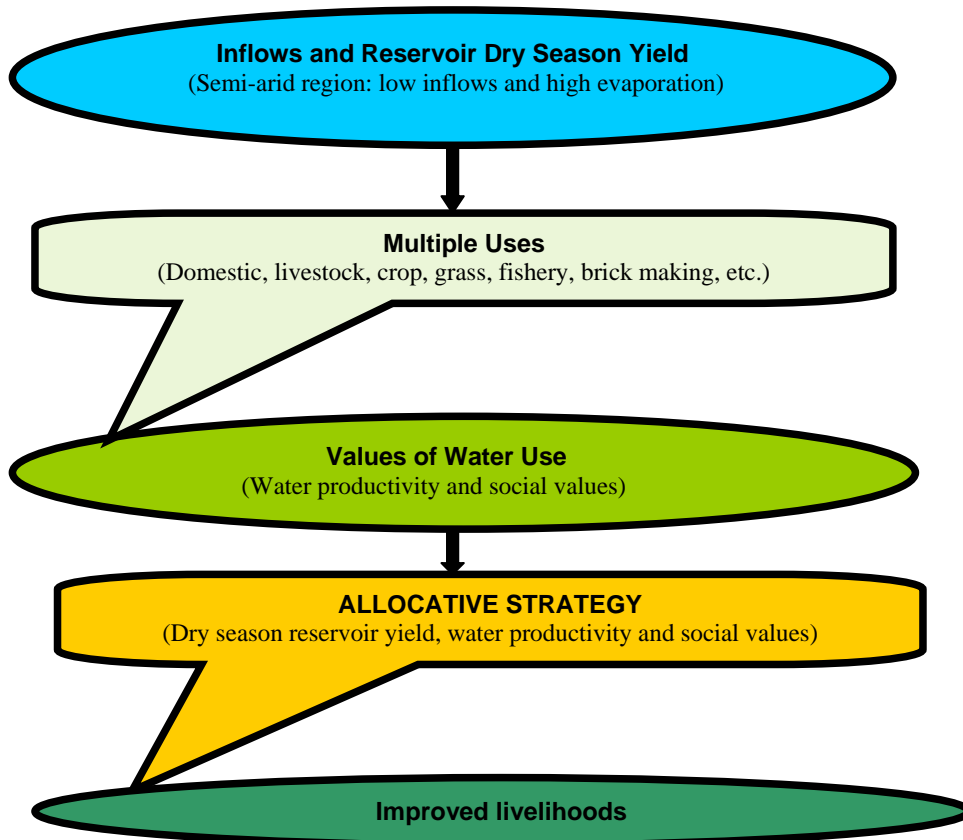 Inflows and Reservoir Dry Season Yield
(Semi-arid region: low inflows and high evaporation)
Multiple Uses
(Domestic, livestock, crop, grass, fishery, brick making, etc.)
Values of Water Use
(Water productivity and social values)
ALLOCATIVE STRATEGY
(Dry season reservoir yield, water productivity and social values)
Improved livelihoods